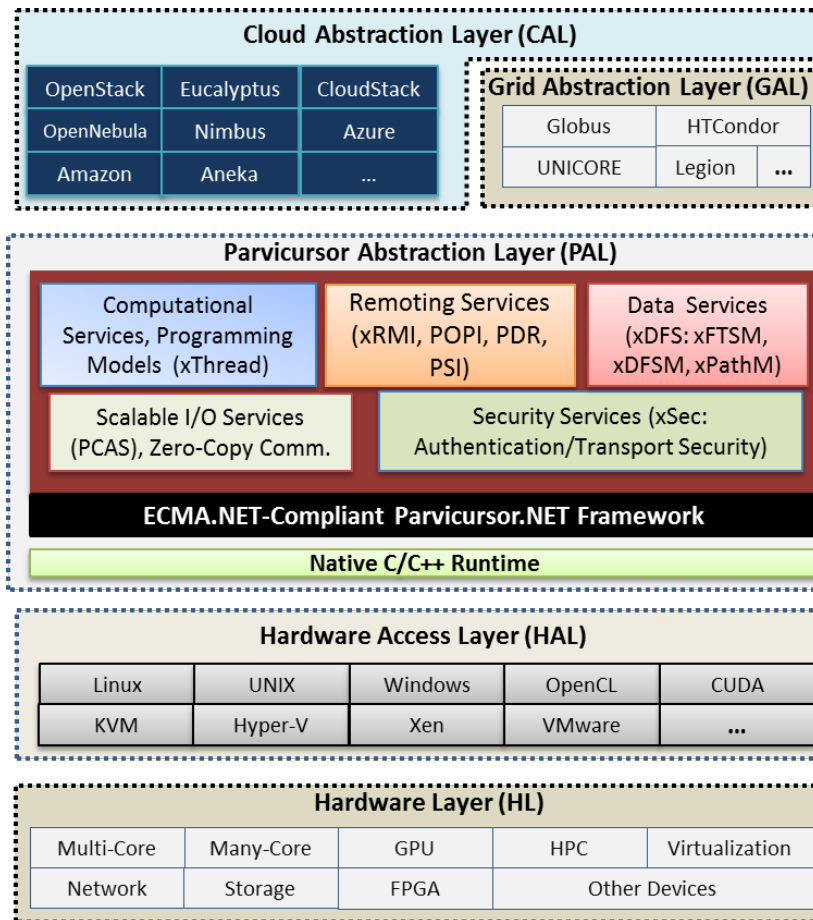 Cloud Abstraction Layer (CAL)
OpenStack Eucalyptus CloudStack
OpenNebula Nimbus Azure
Amazon Aneka ...
Grid Abstraction Layer (GAL)
Globus HTCondor
UNICORE Legion ...
Parvicursor Abstraction Layer (PAL)
Computational
Services, Programming
Models (xThread)
Remoting Services
(xRMI, POPI, PDR,
PSI)
Data Services
(xDFS: xFTSM,
xDFSM, xPathM)
Scalable I/O Services
(PCAS), Zero-Copy Comm.
Security Services (xSec:
Authentication/Transport Security)
ECMA.NET-Compliant Parvicursor.NET Framework
Native C/C++ Runtime
Hardware Access Layer (HAL)
Linux UNIX Windows OpenCL CUDA
KVM Hyper-V Xen VMware ...
Hardware Layer (HL)
Multi-Core Many-Core GPU HPC Virtualization
Network Storage FPGA Other Devices